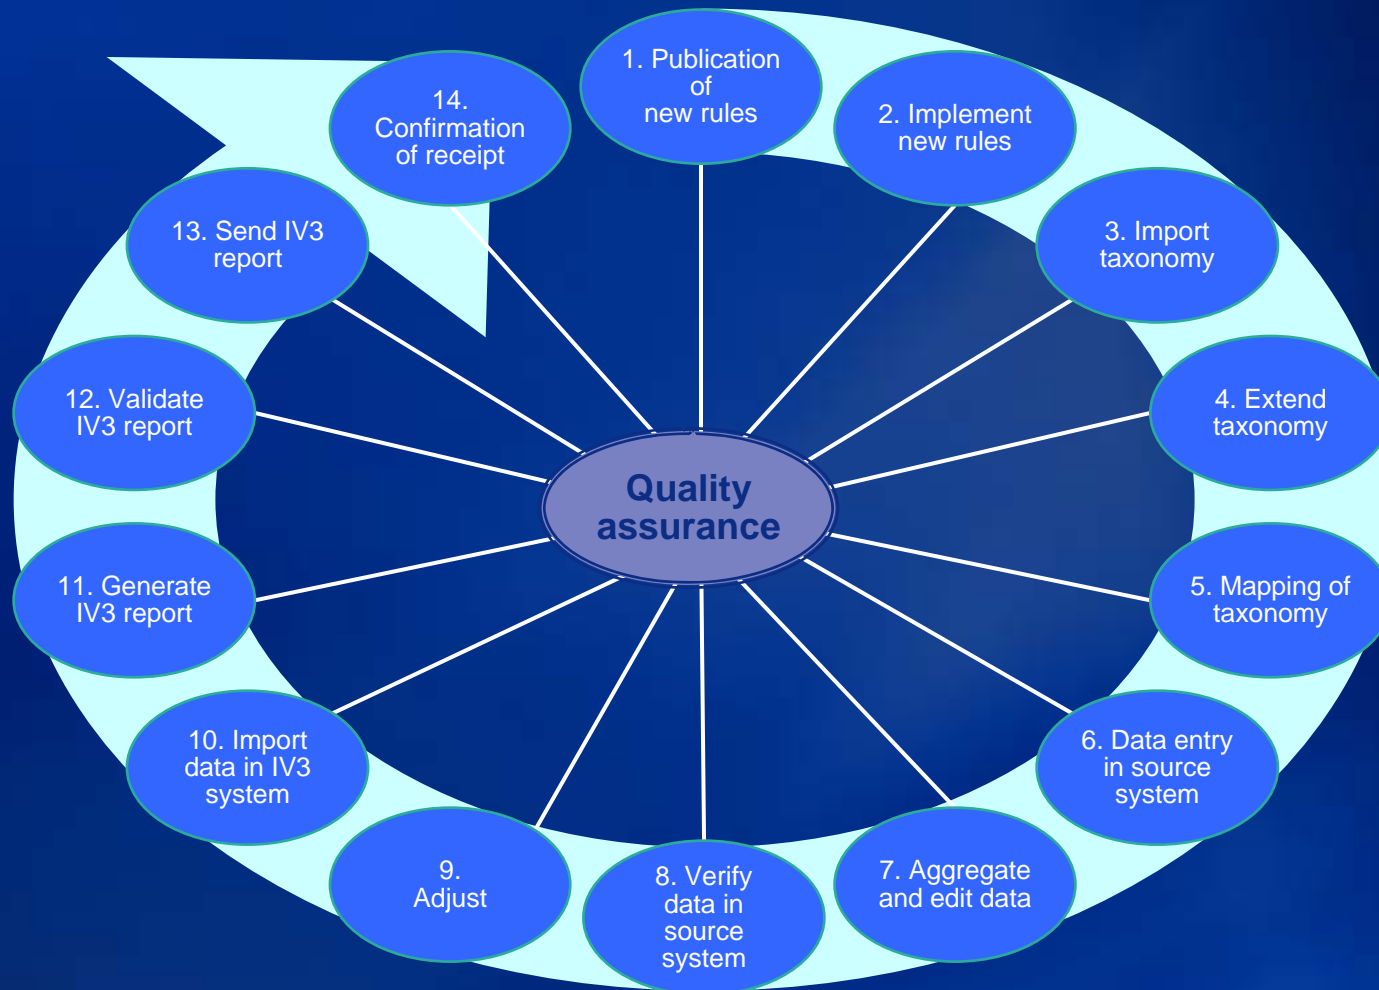 1. Publication
of
new rules
2. Implement
new rules
3. Import
taxonomy
4. Extend
taxonomy
5. Mapping of
taxonomy
6. Data entry
in source
system
7. Aggregate
and edit data
8. Verify
data in
source
system
9.
Adjust
10. Import
data in IV3
system
11. Generate
IV3 report
12. Validate
IV3 report
13. Send IV3
report
14.
Confirmation
of receipt
Quality
assurance